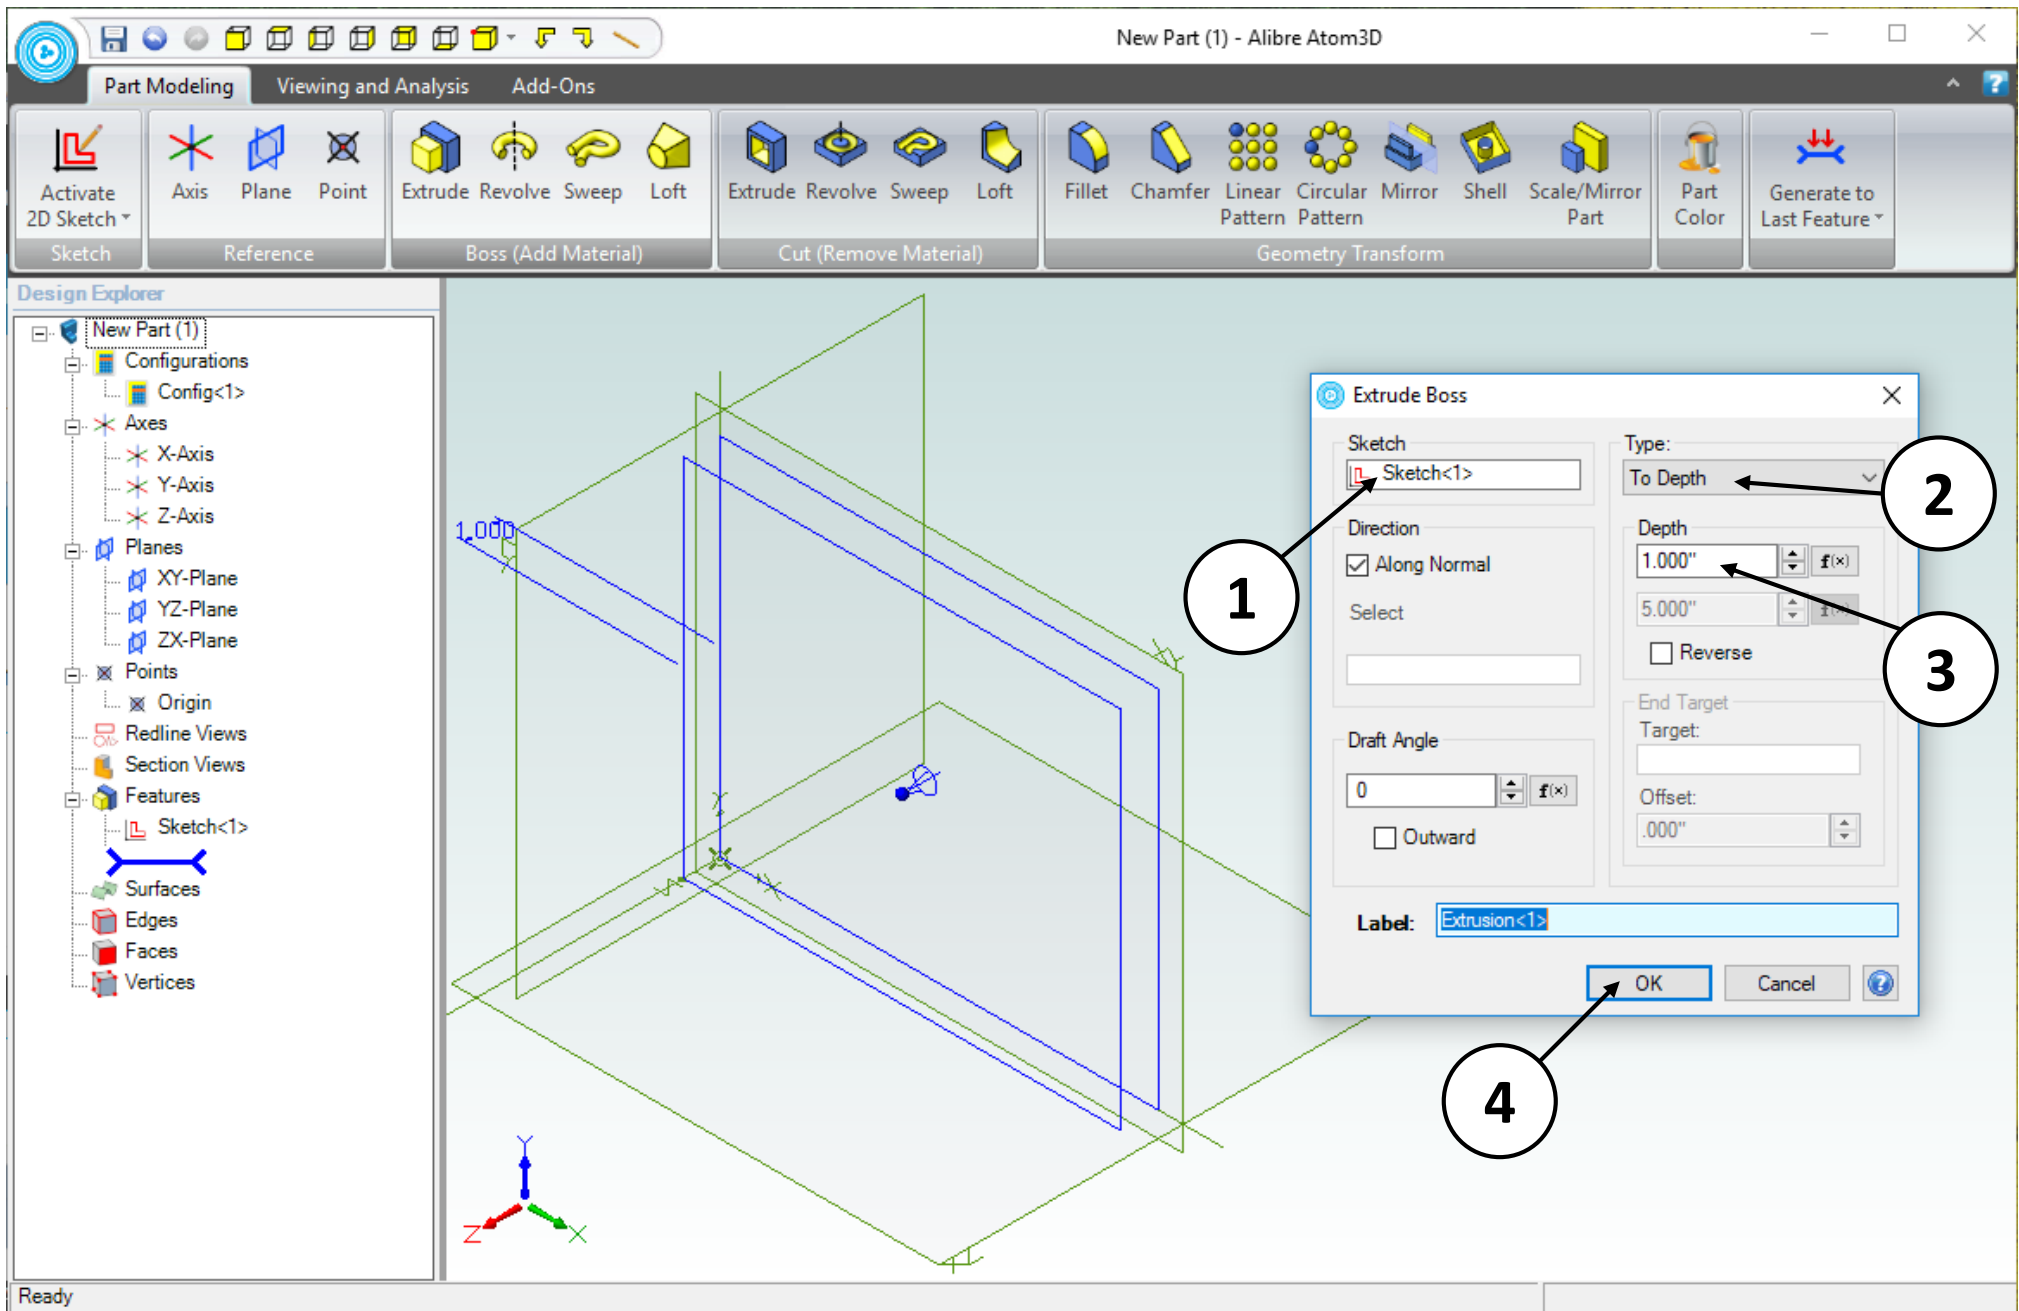 New Part (1) - Alibre Atom3D
Part Modeling
Viewing and Analysis
Add-Ons
?
Activate
2D Sketch
Axis
Plane
Point
Extrude
Revolve
Sweep
Loft
Extrude
Revolve
Sweep
Loft
Fillet
Chamfer
Linear
Pattern
Circular
Pattern
Mirror
Shell
Scale/Mirror
Part
Part
Color
Generate to
Last Feature
Sketch
Reference
Boss (Add Material)
Cut (Remove Material)
Geometry Transform
Design Explorer
New Part (1)
Configurations
Config<1>
Axes
X-Axis
Y-Axis
Z-Axis
Planes
XY-Plane
YZ-Plane
ZX-Plane
Points
Origin
Redline Views
Section Views
Features
Sketch<1>
Surfaces
Edges
Faces
Vertices
1.000
XY
X
Y
X
Z
Extrude Boss
Sketch
Sketch<1>
Direction
Along Normal
Select
Draft Angle
0
f(x)
Outward
Type:
To Depth
Depth
1.000"
f(x)
5.000"
f(x)
Reverse
End Target
Target:
Offset:
.000"
Label:
Extrusion<1>
OK
Cancel
?
1
2
3
4
Ready